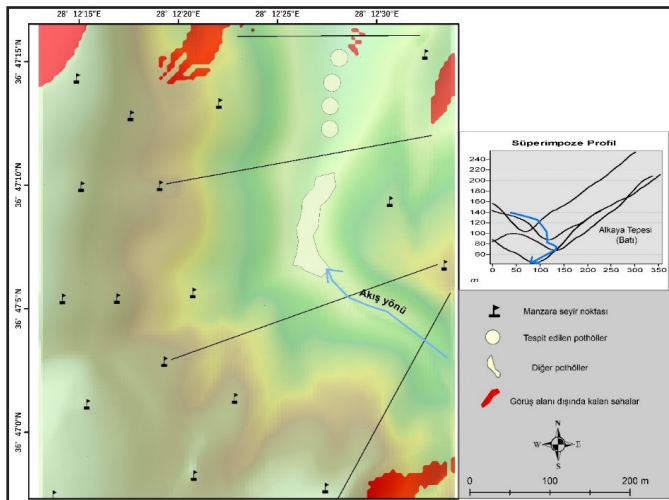 28° 12'15"E 28° 12'20"E 28° 12'25"E 28° 12'30"E
36° 47'15"N
36° 47'10"N
36° 47'5"N
36° 47'0"N
Akış yönü
Süperimpoze Profil
240
220
200
180
160
140
120
100
80
60
Alkaya Tepesi
(Batı)
0 50 100 150 200 250 300 350
m
Manzara seyir noktası
Tespit edilen pothöller
Diğer pothöller
Görüş alanı dışında kalan sahalar
N
W E
S
0 100 200 m